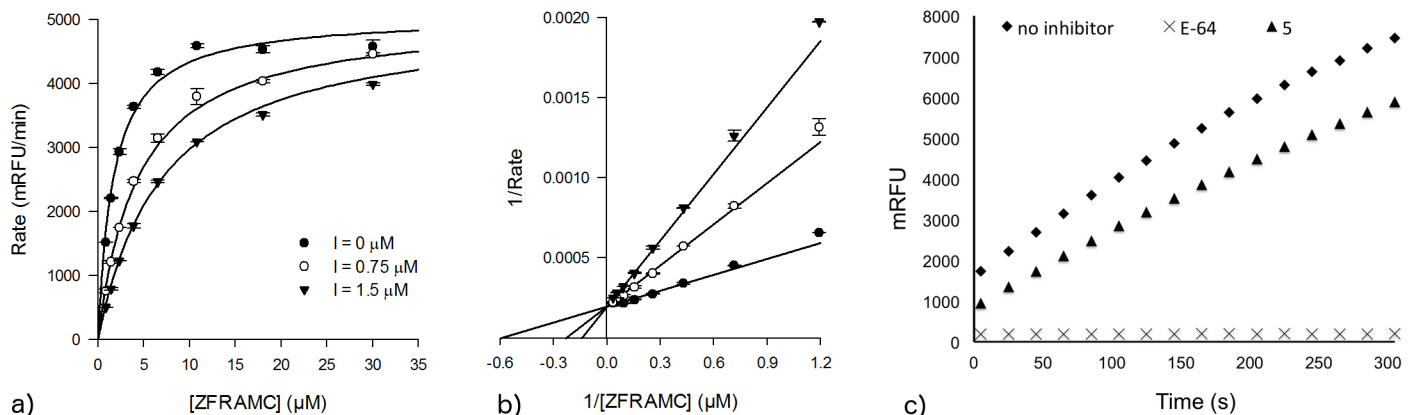 5000
4000
3000
2000
1000
0
Rate (mRFU/min)
I = 0 µM
I = 0.75 µM
I = 1.5 µM
0 5 10 15 20 25 30 35
[ZFRAMC] (µM)
a)
0.0020
0.0015
0.0010
0.0005
1/Rate
-0.6 -0.3 0.0 0.3 0.6 0.9 1.2
1/[ZFRAMC] (µM)
b)
no inhibitor E-64 5
8000
7000
6000
5000
4000
3000
2000
1000
0
mRFU
0 50 100 150 200 250 300
Time (s)
c)